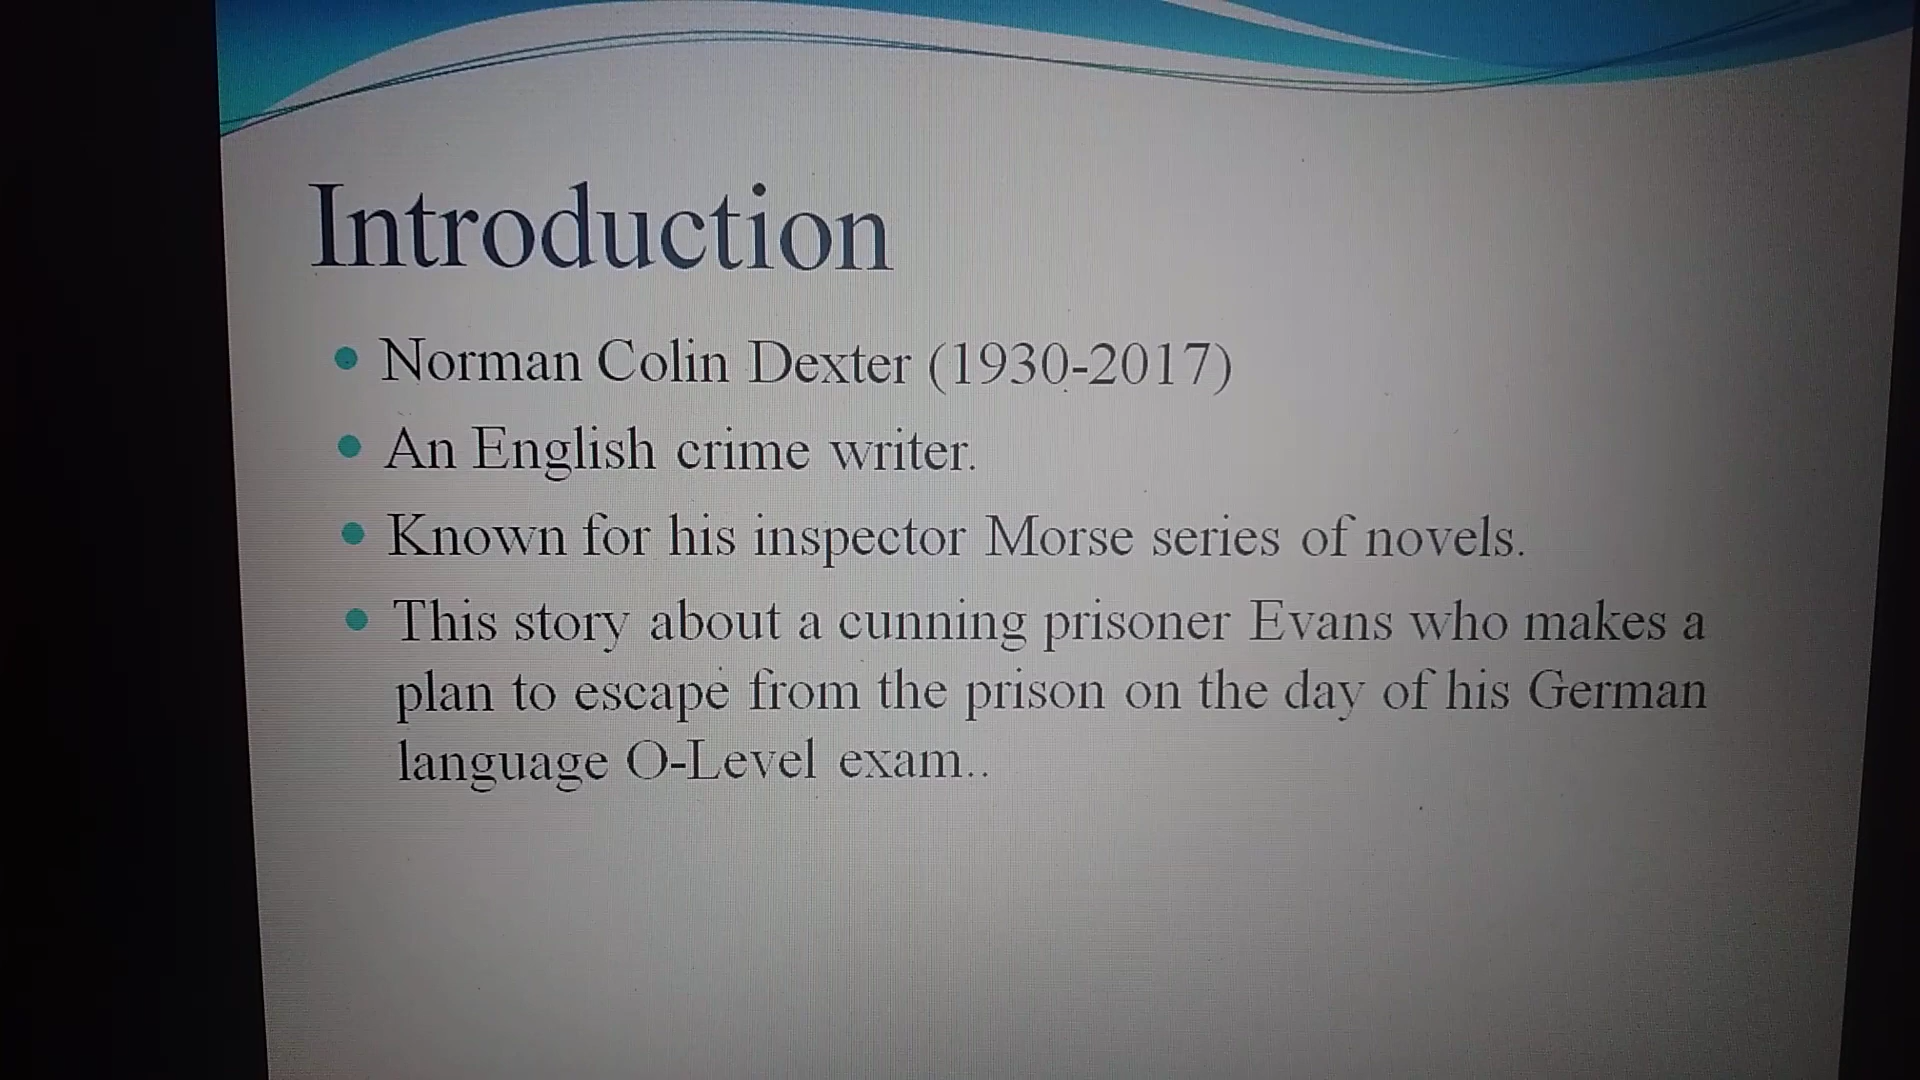 Introduction
Norman Colin Dexter (1930-2017)
An English crime writer.
Known for his inspector Morse series of novels.
This story about a cunning prisoner Evans who makes a
plan to escape from the prison on the day of his German
language O-Level exam..